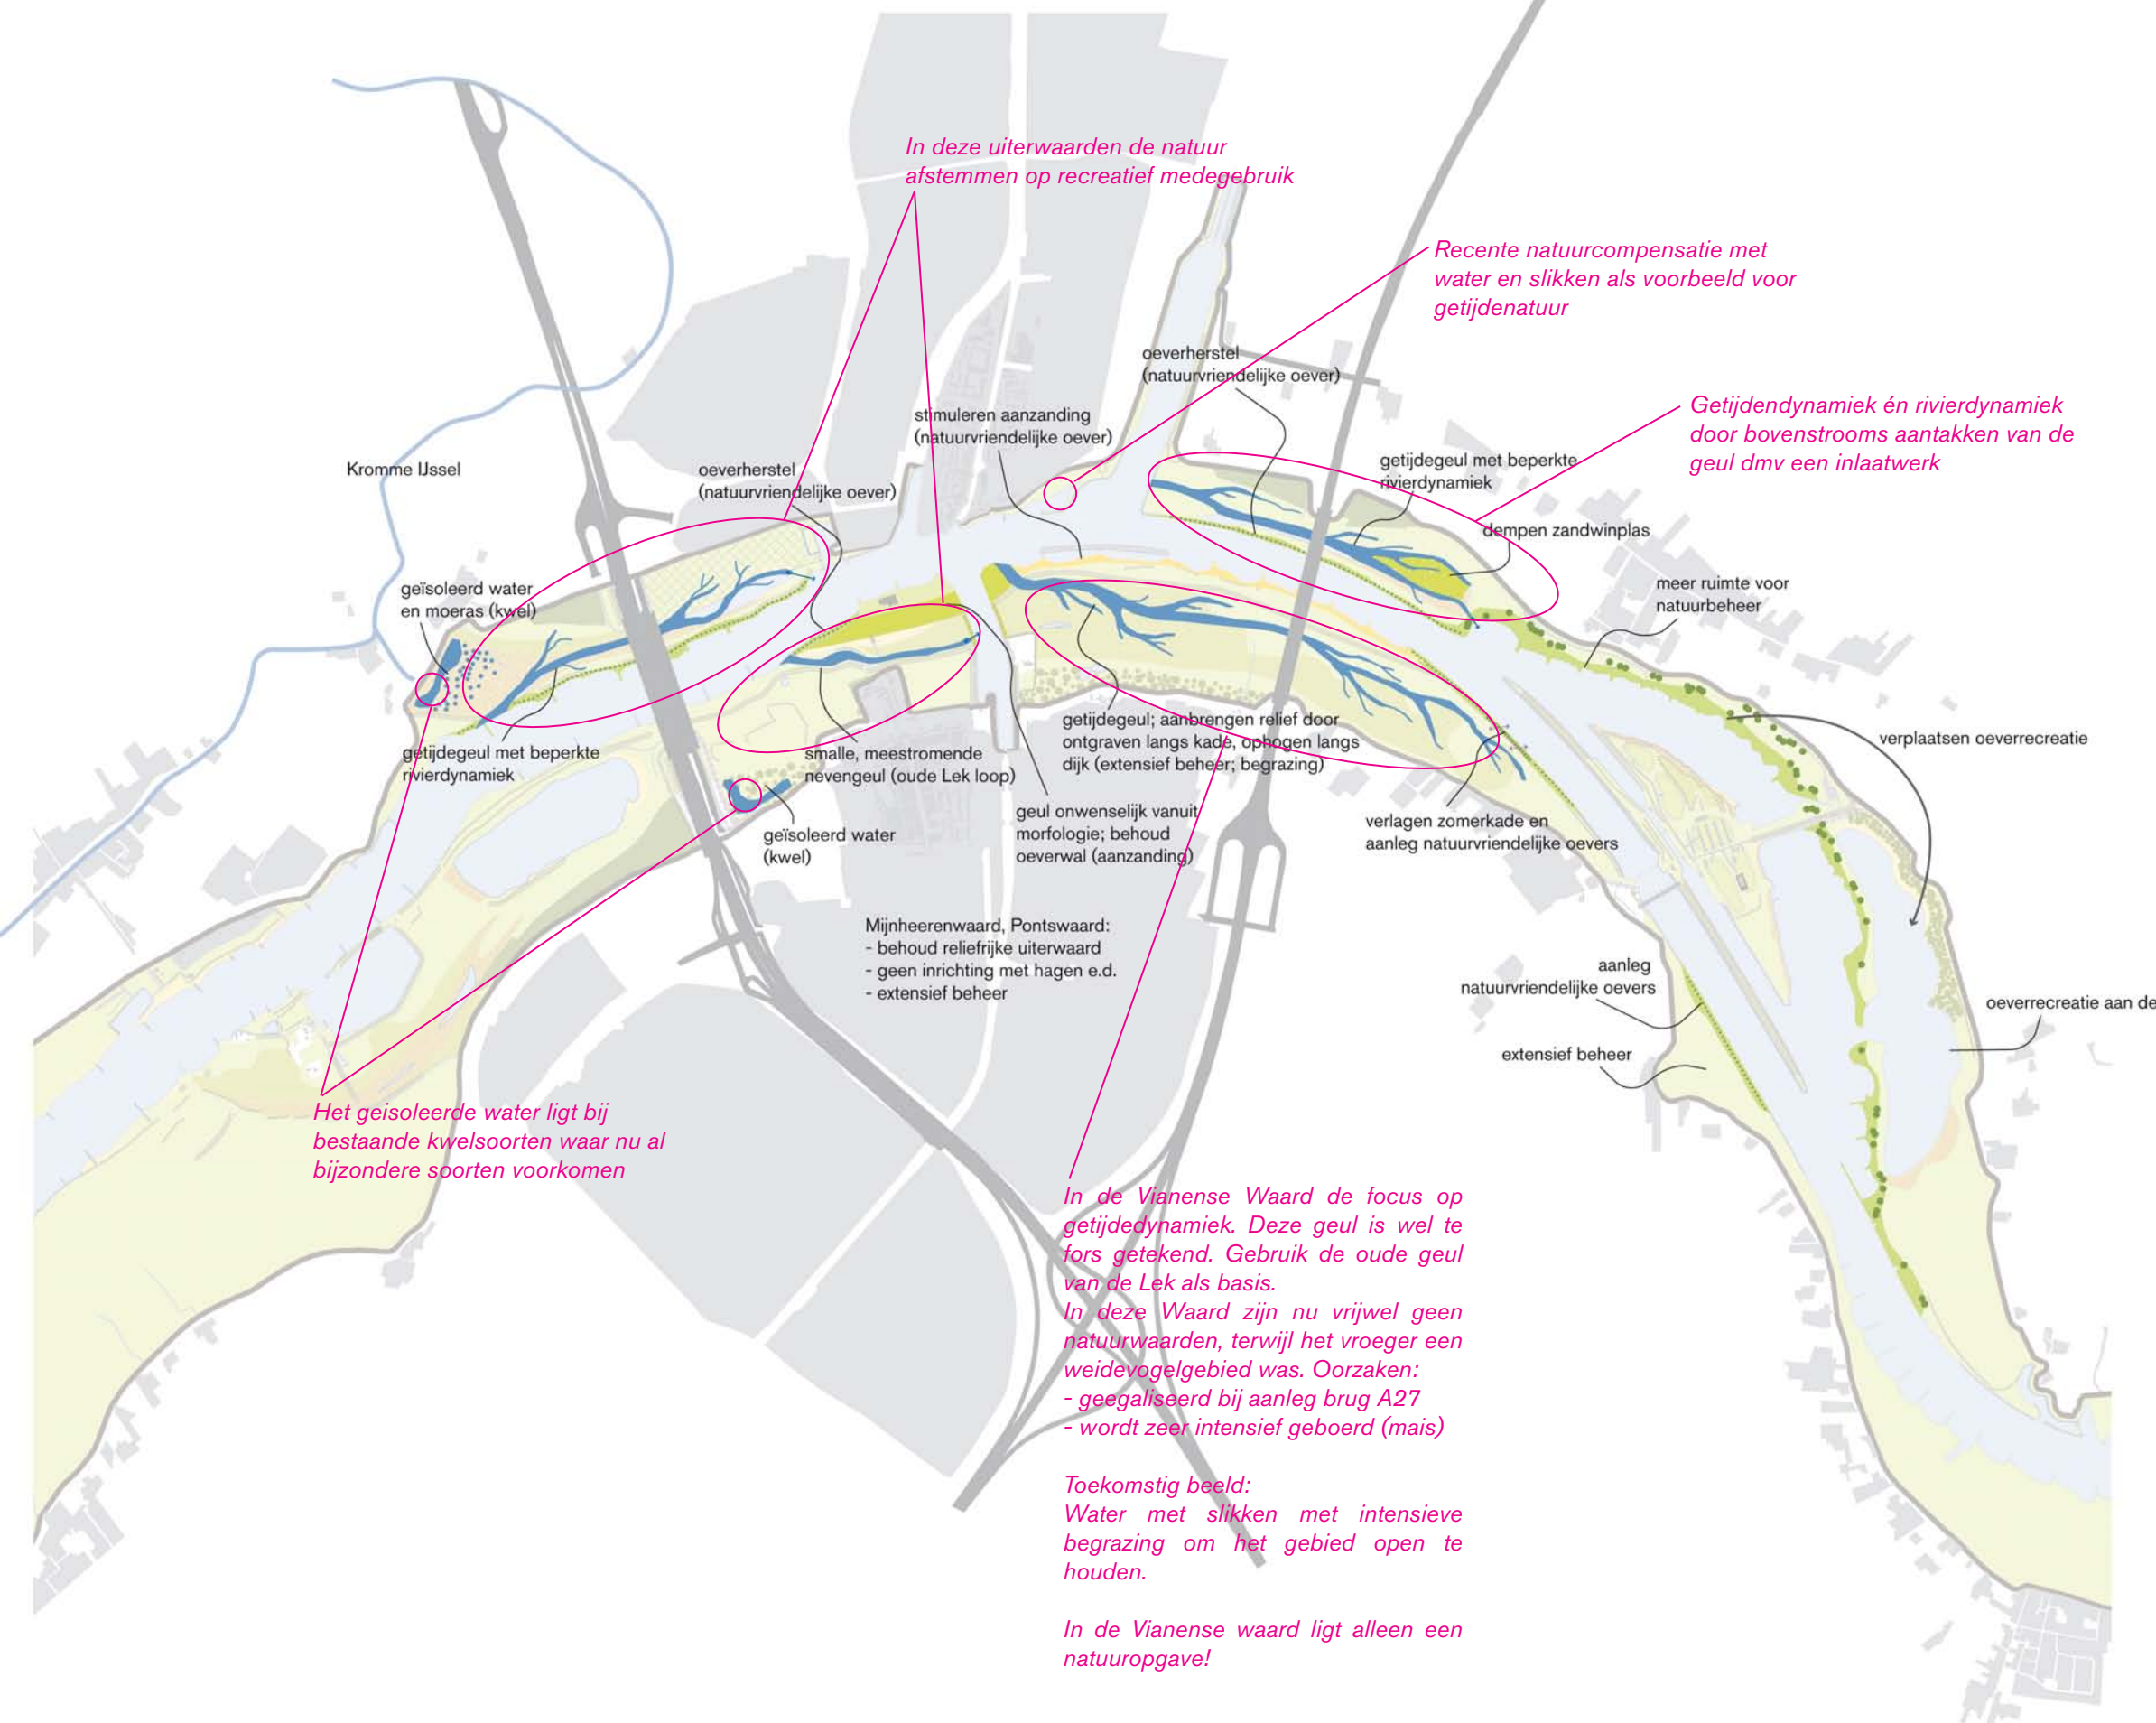 In deze uiterwaarden de natuur
afstemmen op recreatief medegebruik
Recente natuurcompensatie met
water en slikken als voorbeeld voor
getijdenatuur
oeverherstel
(natuurvriendelijke oever)
Getijdendynamiek én rivierdynamiek
door bovenstrooms aantakken van de
geul dmv een inlaatwerk
stimuleren aanzanding
(natuurvriendelijke oever)
Kromme IJssel
oeverherstel
(natuurvriendelijke oever)
getijdegeul met beperkte
rivierdynamiek
dempen zandwinplas
geïsoleerd water
en moeras (kwel)
meer ruimte voor
natuurbeheer
getijdegeul met beperkte
rivierdynamiek
smalle, meestromende
nevengeul (oude Lek loop)
getijdegeul; aanbrengen relief door
ontgraven langs kade, ophogen langs
dijk (extensief beheer; begrazing)
verplaatsen oeverrecreatie
geul onwenselijk vanuit
morfologie; behoud
oeverwal (aanzanding)
geïsoleerd water
(kwel)
verlagen zomerkade en
aanleg natuurvriendelijke oevers
Mijnheerenwaard, Pontswaard:
- behoud reliefrijke uiterwaard
- geen inrichting met hagen e.d.
- extensief beheer
aanleg
natuurvriendelijke oevers
oeverrecreatie aan de
extensief beheer
Het geisoleerde water ligt bij
bestaande kwelsoorten waar nu al
bijzondere soorten voorkomen
In de Vianense Waard de focus op
getijdedynamiek. Deze geul is wel te
fors getekend. Gebruik de oude geul
van de Lek als basis.
In deze Waard zijn nu vrijwel geen
natuurwaarden, terwijl het vroeger een
weidevogelgebied was. Oorzaken:
- geegaliseerd bij aanleg brug A27
- wordt zeer intensief geboerd (mais)
Toekomstig beeld:
Water met slikken met intensieve
begrazing om het gebied open te
houden.
In de Vianense waard ligt alleen een
natuuropgave!